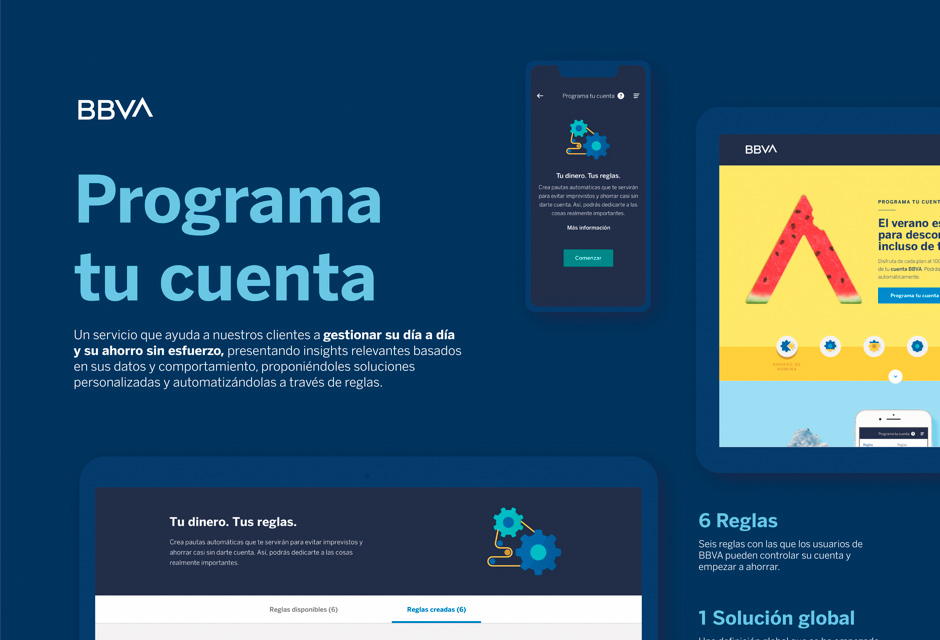 BBVA
Programa
tu cuenta
Un servicio que ayuda a nuestros clientes a gestionar su día a día
y su ahorro sin esfuerzo, presentando insights relevantes basados
en sus datos y comportamiento, proponiéndoles soluciones
personalizadas y automatizándolas a través de reglas.
Programa tu cuenta ?
Tu dinero. Tus reglas.
Crea pautas automáticas que te servirán
para evitar imprevistos y ahorrar casi sin
darte cuenta. Así, podrás dedicarte a las
cosas realmente importantes.
Más información
Comenzar
BBVA
PROGRAMA TU CUENT
El verano es
para desco
incluso de t
Disfruta de cada plan al 100
de tu cuenta BBVA. Podrás
automáticamente.
Programa tu cuenta
Programa tu cuenta ?
Reglas
Reglas
Tu dinero. Tus reglas.
Crea pautas automáticas que te servirán para evitar imprevistos y
ahorrar casi sin darte cuenta. Así, podrás dedicarte a las cosas
realmente importantes.
Reglas disponibles (6)
Reglas creadas (6)
6 Reglas
Seis reglas con las que los usuarios de
BBVA pueden controlar su cuenta y
empezar a ahorrar.
1 Solución global